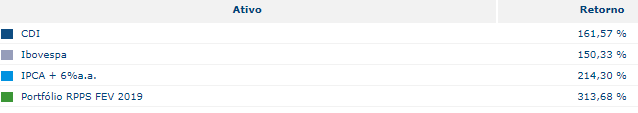 Ativo Retorno
CDI 161,57 %
Ibovespa 150,33 %
IPCA + 6%a.a. 214,30 %
Portfólio RPPS FEV 2019 313,68 %